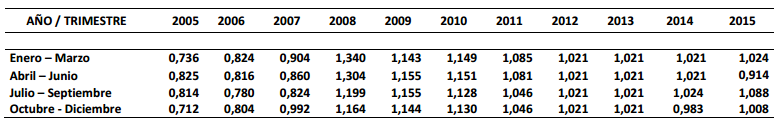 AÑO / TRIMESTRE 2005 2006 2007 2008 2009 2010 2011 2012 2013 2014 2015
Enero – Marzo 0,736 0,824 0,904 1,340 1,143 1,149 1,085 1,021 1,021 1,021 1,024
Abril – Junio 0,825 0,816 0,860 1,304 1,155 1,151 1,081 1,021 1,021 1,021 0,914
Julio – Septiembre 0,814 0,780 0,824 1,199 1,155 1,128 1,046 1,021 1,021 1,024 1,088
Octubre - Diciembre 0,712 0,804 0,992 1,164 1,144 1,130 1,046 1,021 1,021 0,983 1,008